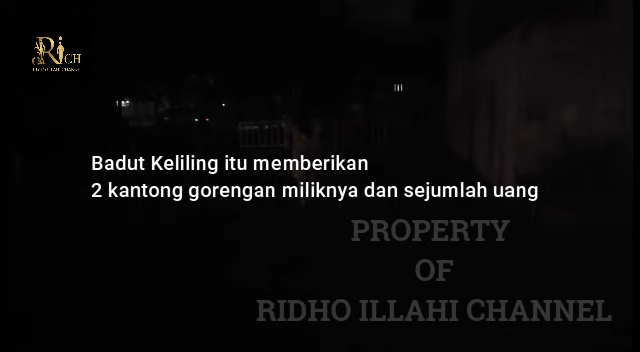 RICH
Badut Keliling itu memberikan
2 kantong gorengan miliknya dan sejumlah uang
PROPERTY
OF
RIDHO ILLAHI CHANNEL